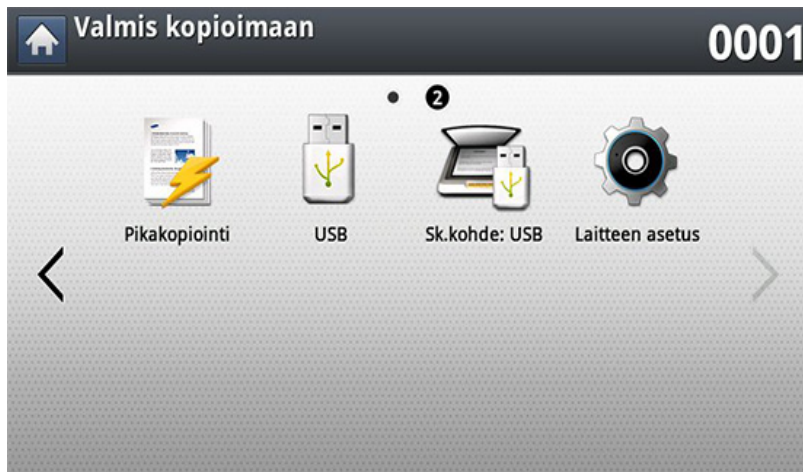 Valmis kopioimaan
0001
2
Pikakopiointi
USB
Sk.kohde: USB
Laitteen asetus